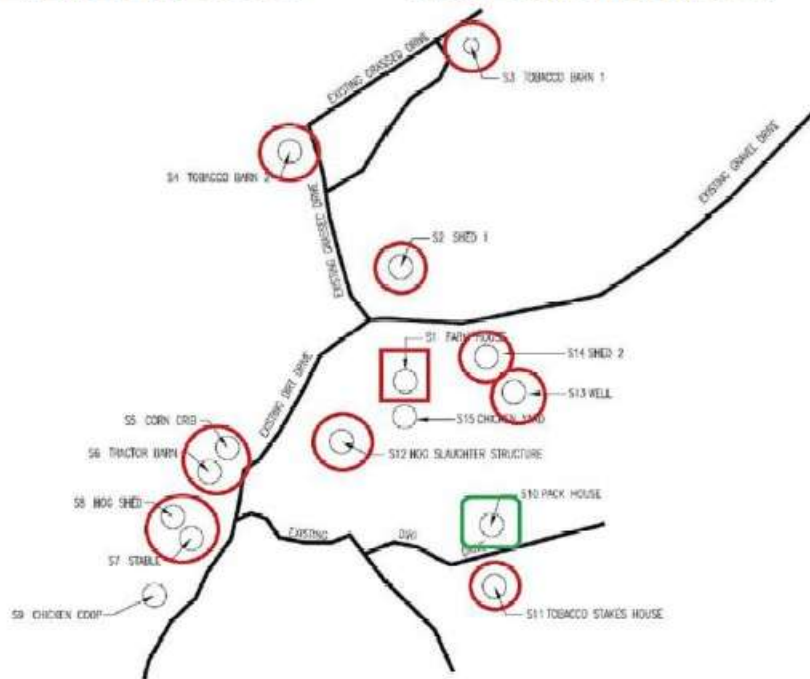 EXISTING GRASSED DRIVE
S3 TOBACCO BARN 1
S4 TOBACCO BARN 2
EXISTING GRAVEL DRIVE
EXISTING GRASSED DRIVE
S2 SHED 1
S1 FARM HOUSE
S14 SHED 2
EXISTING DIRT DRIVE
S13 WELL
S5 CORN CRIB
S15 CHICKEN YARD
S6 TRACTOR BARN
S12 HOG SLAUGHTER STRUCTURE
S8 HOG SHED
S10 PACK HOUSE
EXISTING
S7 STABLE
S9 CHICKEN COOP
S11 TOBACCO STAKES HOUSE